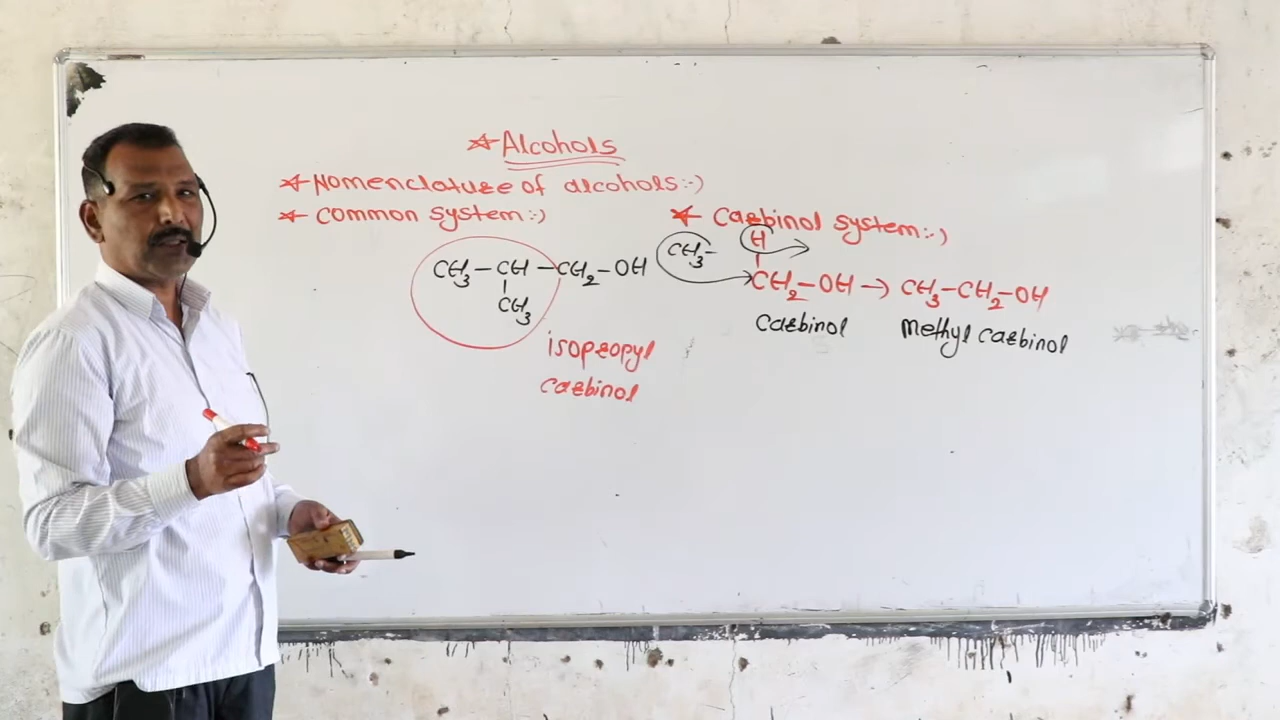 ☆ Alcohols
☆ Nomenclature of alcohols:-)
☆ Common system:-)
CH₃–CH–CH₂–OH
|
CH₃
isopropyl
carbinol
☆ Carbinol system:-)
CH₃– H
|
CH₂–OH → CH₃–CH₂–OH
Carbinol Methyl carbinol